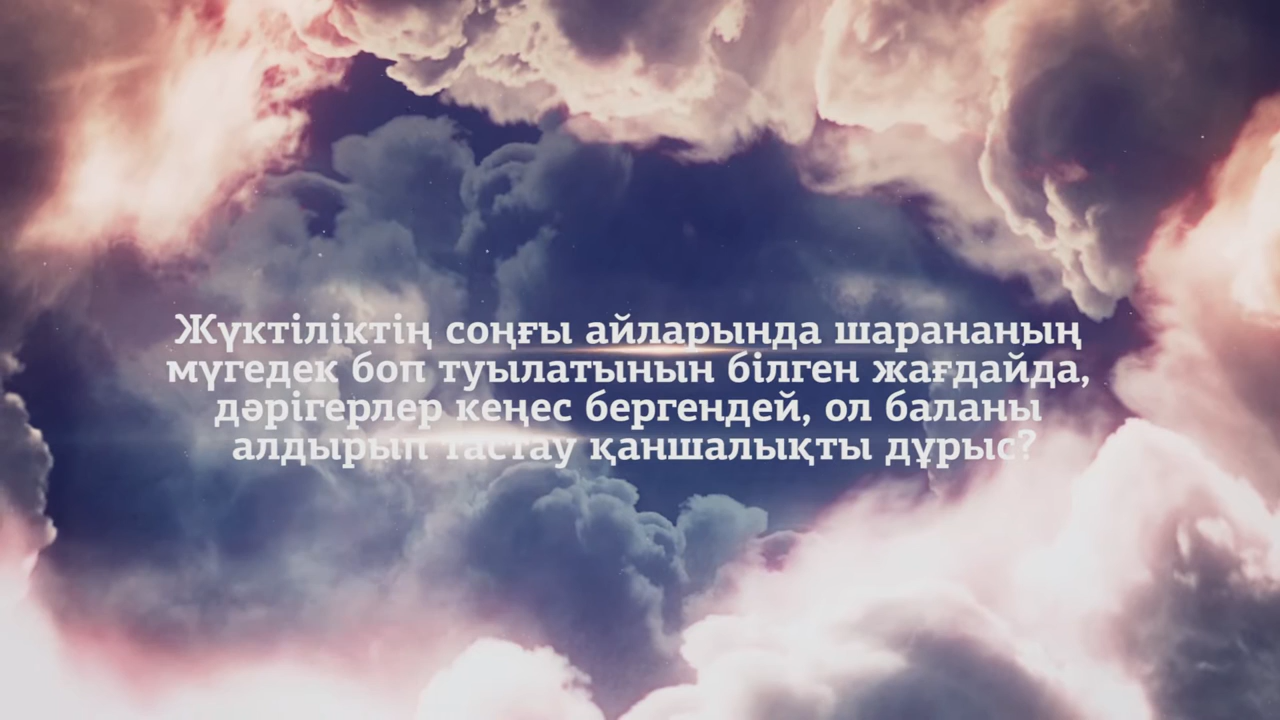 Жүктіліктің соңғы айларында шарананың
мүгедек боп туылатынын білген жағдайда,
дәрігерлер кеңес бергендей, ол баланы
алдырып тастау қаншалықты дұрыс?